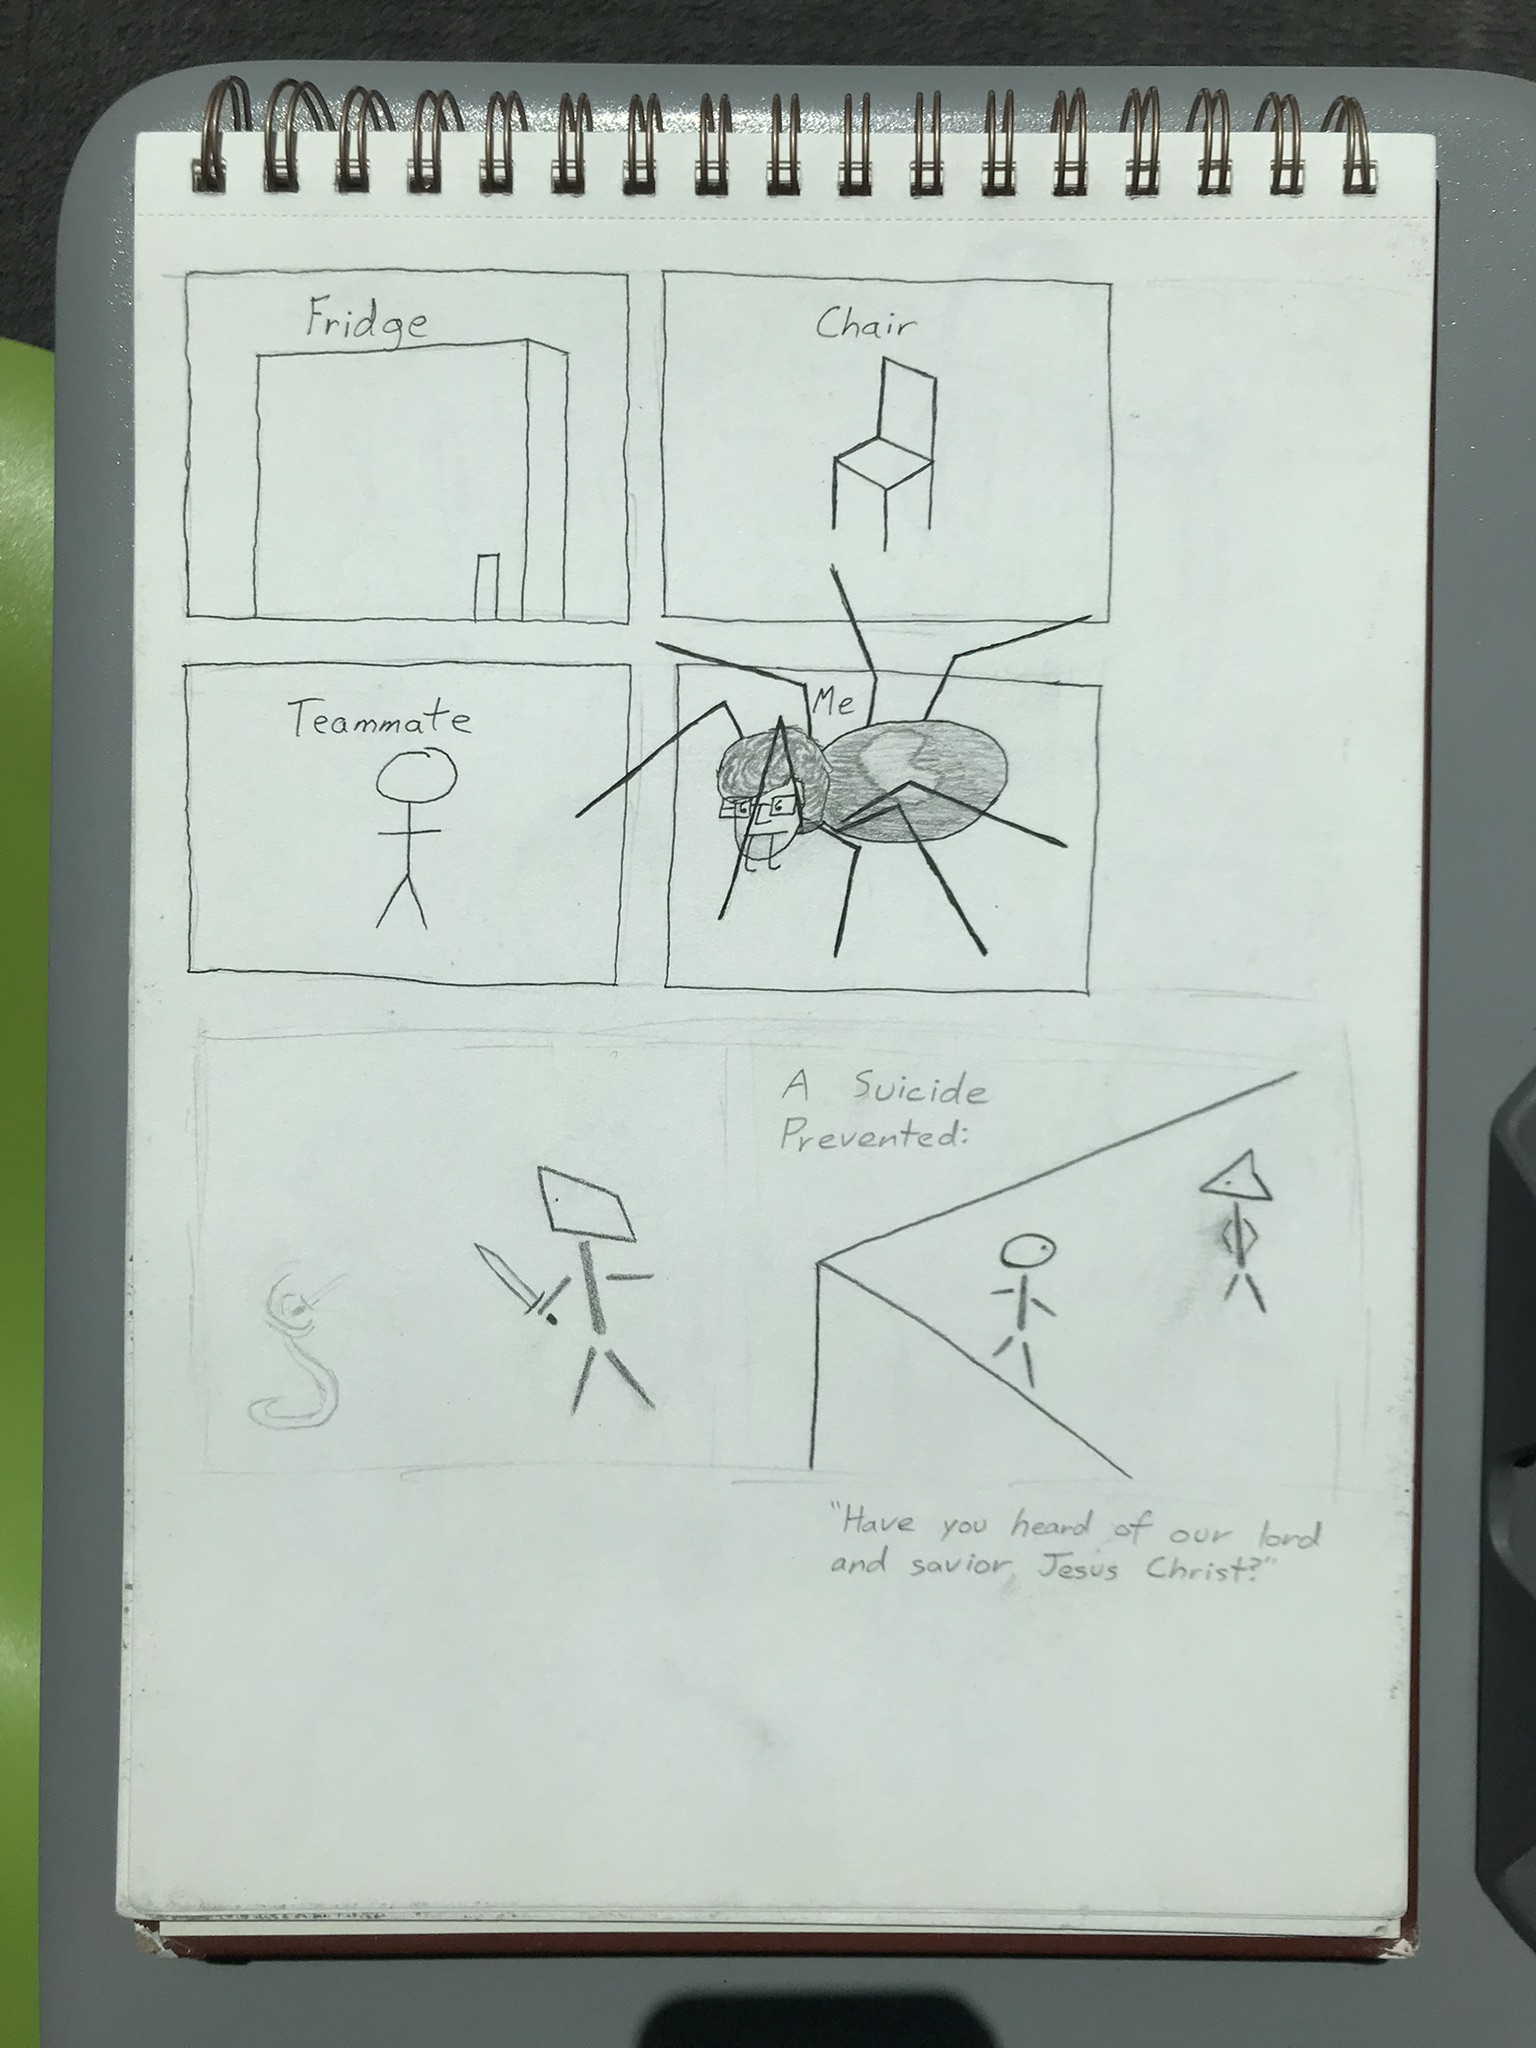 Fridge
Chair
Teammate
Me
A Suicide
Prevented:
"Have you heard of our lord
and savior, Jesus Christ?"